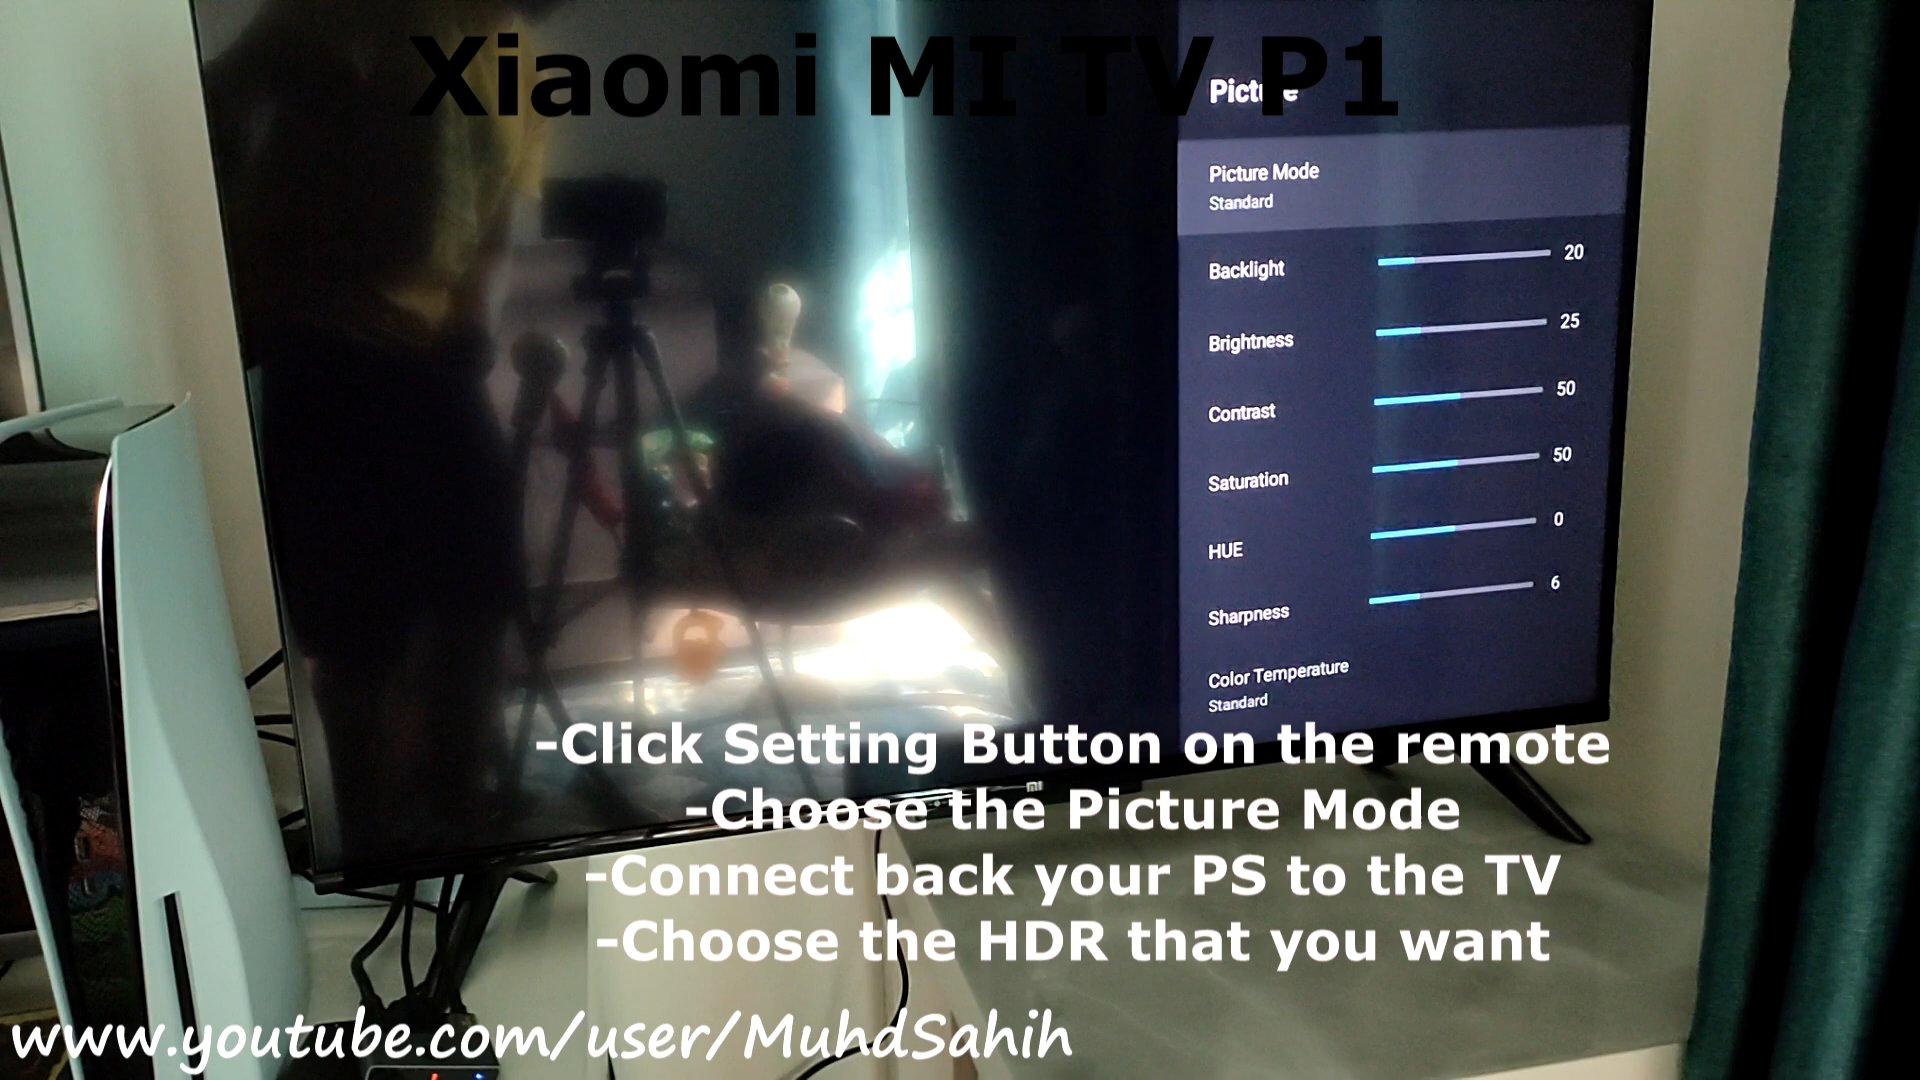 Xiaomi MI TV P1
Picture
Picture Mode
Standard
Backlight 20
Brightness 25
Contrast 50
Saturation 50
HUE 0
Sharpness 6
Color Temperature
Standard
mi
-Click Setting Button on the remote
-Choose the Picture Mode
-Connect back your PS to the TV
-Choose the HDR that you want
www.youtube.com/user/MuhdSahih